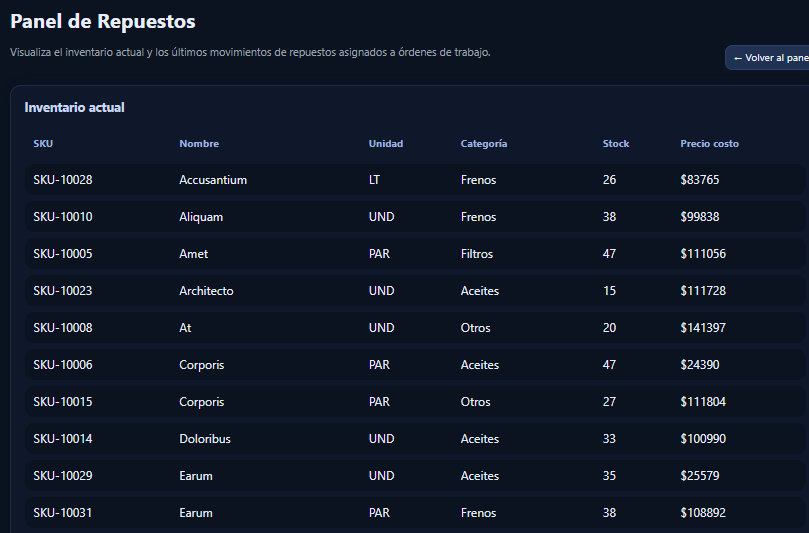 Panel de Repuestos
Visualiza el inventario actual y los últimos movimientos de repuestos asignados a órdenes de trabajo.
← Volver al pane
Inventario actual
SKU Nombre Unidad Categoría Stock Precio costo
SKU-10028 Accusantium LT Frenos 26 $83765
SKU-10010 Aliquam UND Frenos 38 $99838
SKU-10005 Amet PAR Filtros 47 $111056
SKU-10023 Architecto UND Aceites 15 $111728
SKU-10008 At UND Otros 20 $141397
SKU-10006 Corporis PAR Aceites 47 $24390
SKU-10015 Corporis PAR Otros 27 $111804
SKU-10014 Doloribus UND Aceites 33 $100990
SKU-10029 Earum UND Aceites 35 $25579
SKU-10031 Earum PAR Frenos 38 $108892